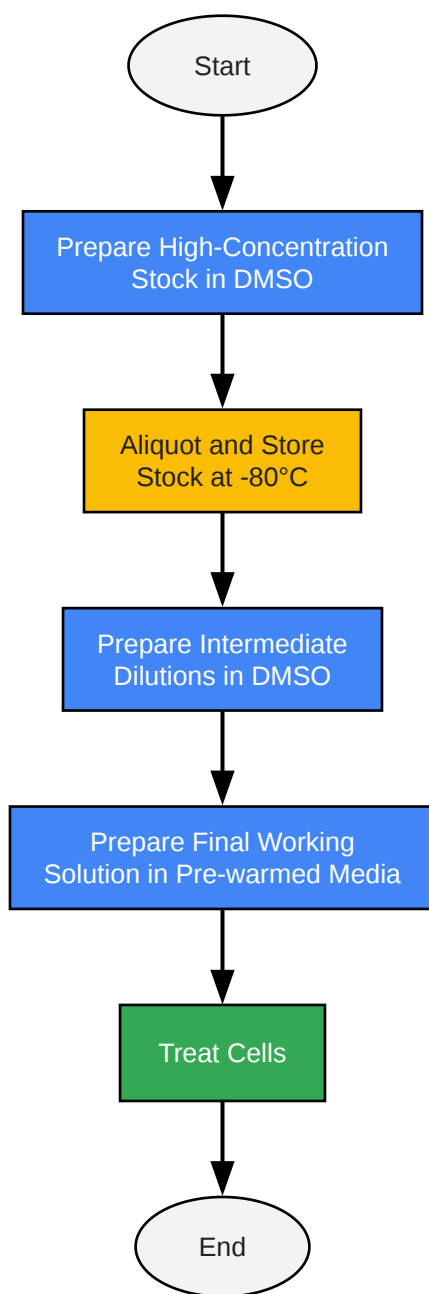 Start
Prepare High-Concentration
Stock in DMSO
Aliquot and Store
Stock at -80°C
Prepare Intermediate
Dilutions in DMSO
Prepare Final Working
Solution in Pre-warmed Media
Treat Cells
End